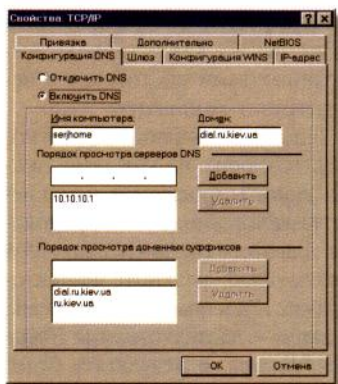 Свойства: TCP/IP
Привязка Дополнительно NetBIOS
Конфигурация DNS Шлюз Конфигурация WINS IP-адрес
Отключить DNS
Включить DNS
Имя компьютера: Домен:
serjhome dial.ru.kiev.ua
Порядок просмотра серверов DNS
. . . Добавить
10.10.10.1 Удалить
Порядок просмотра доменных суффиксов
Добавить
dial.ru.kiev.ua Удалить
ru.kiev.ua
OK Отмена